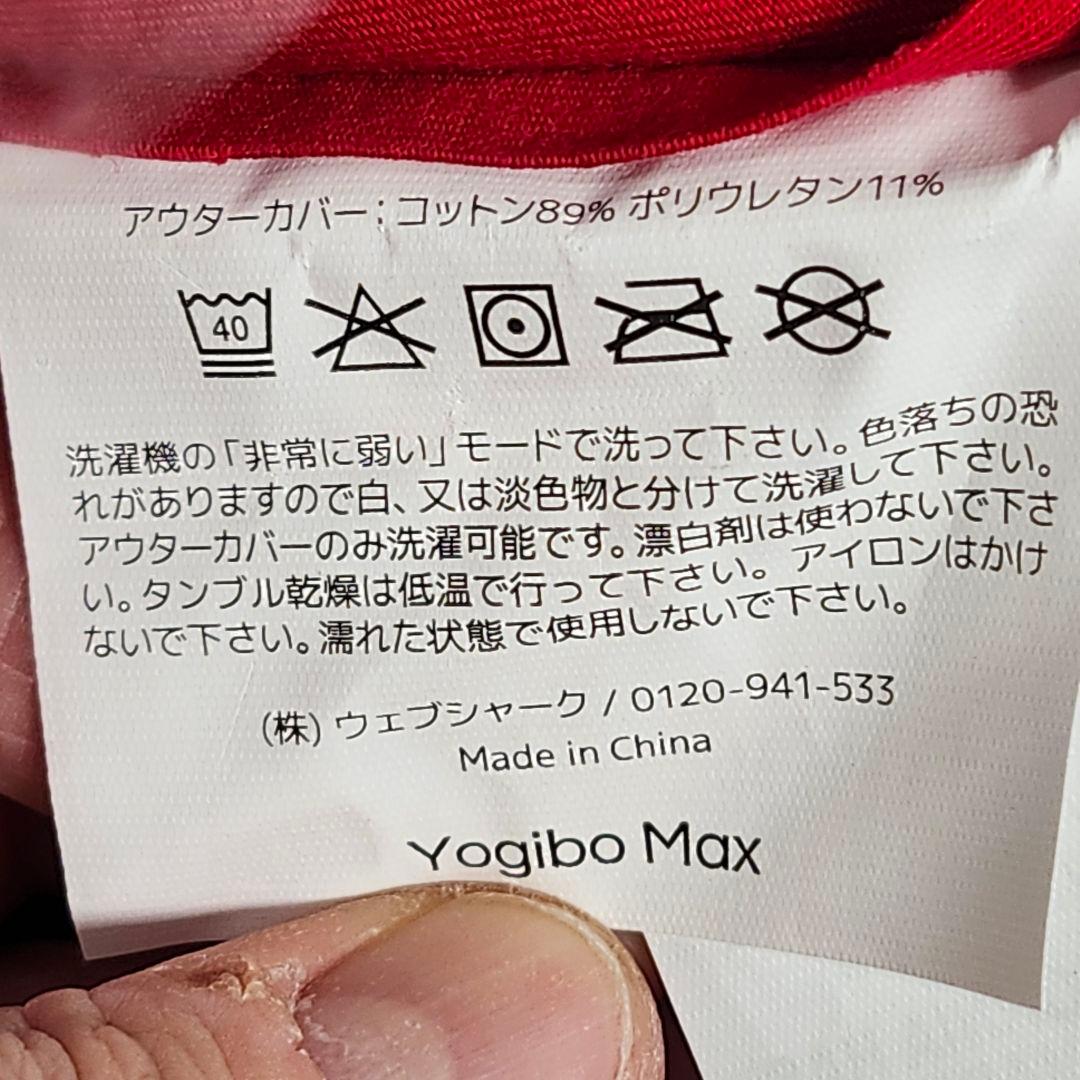 アウターカバー：コットン89% ポリウレタン11%
40
洗濯機の「非常に弱い」モードで洗って下さい。色落ちの恐
れがありますので白、又は淡色物と分けて洗濯して下さい。
アウターカバーのみ洗濯可能です。漂白剤は使わないで下さ
い。タンブル乾燥は低温で行って下さい。アイロンはかけ
ないで下さい。濡れた状態で使用しないで下さい。
(株) ウェブシャーク / 0120-941-533
Made in China
Yogibo Max